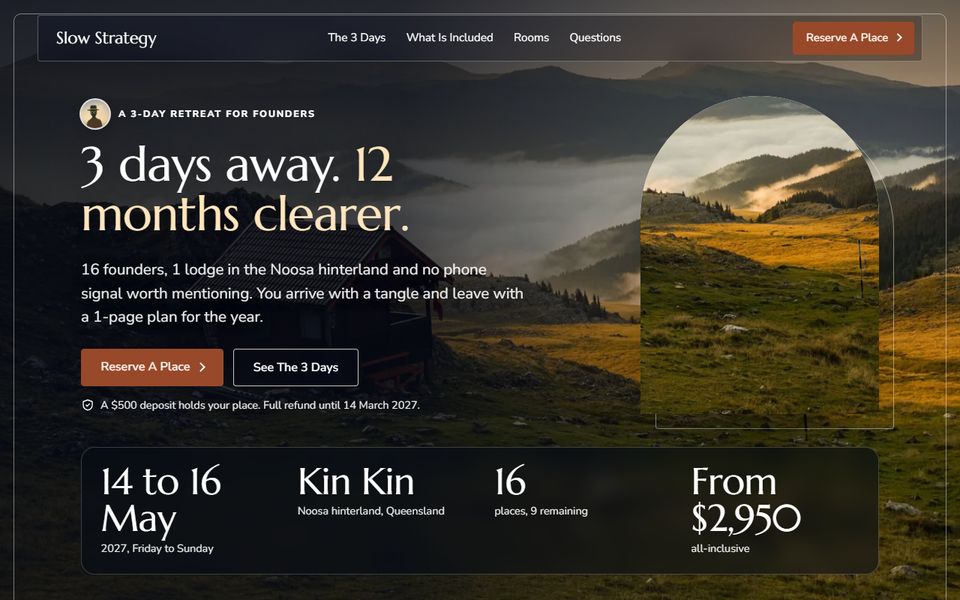 Slow Strategy
The 3 Days
What Is Included
Rooms
Questions
Reserve A Place
A 3-DAY RETREAT FOR FOUNDERS
3 days away. 12
months clearer.
16 founders, 1 lodge in the Noosa hinterland and no phone
signal worth mentioning. You arrive with a tangle and leave with
a 1-page plan for the year.
Reserve A Place
See The 3 Days
A $500 deposit holds your place. Full refund until 14 March 2027.
14 to 16
May
2027, Friday to Sunday
Kin Kin
Noosa hinterland, Queensland
16
places, 9 remaining
From
$2,950
all-inclusive